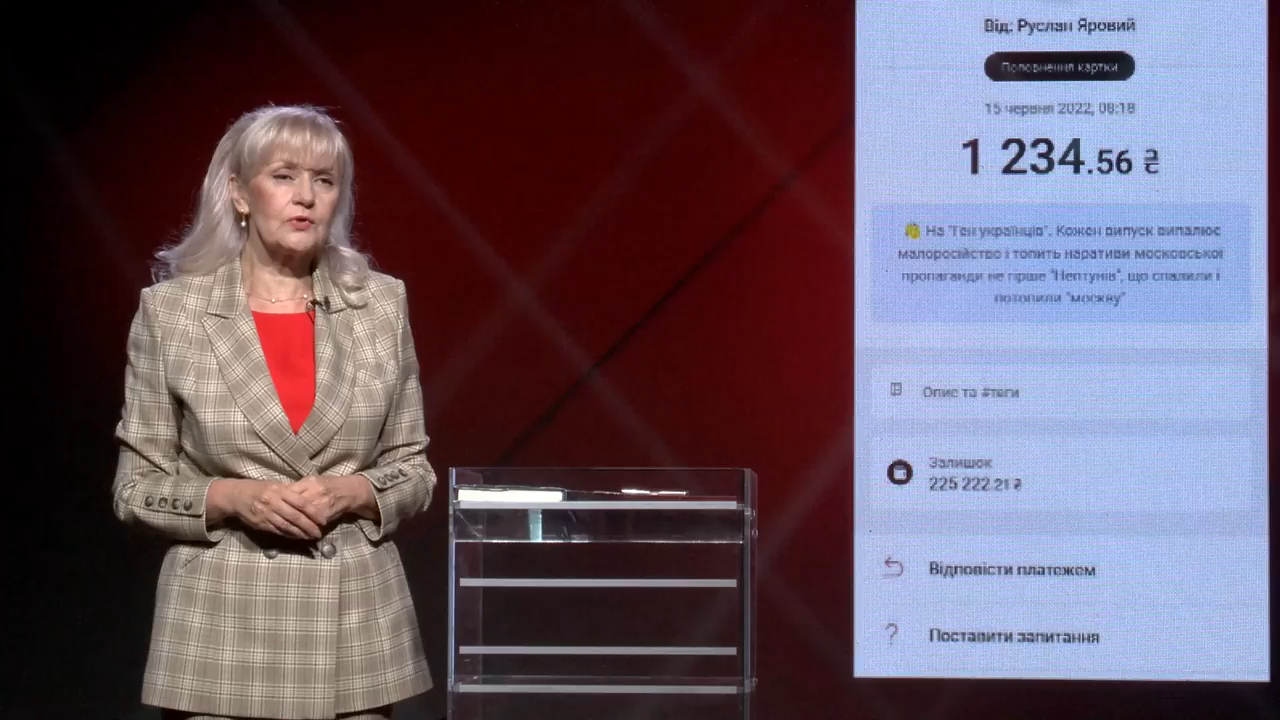 Від: Руслан Яровий
Поповнення картки
15 червня 2022, 08:18
1 234.56 ₴
На "Ген українців". Кожен випуск випалює
малоросійство і топить наративи московської
пропаганди не гірше "Нептунів", що спалили і
потопили "москву"
Опис та #теги
Залишок
225 222.21 ₴
Відповісти платежем
Поставити запитання